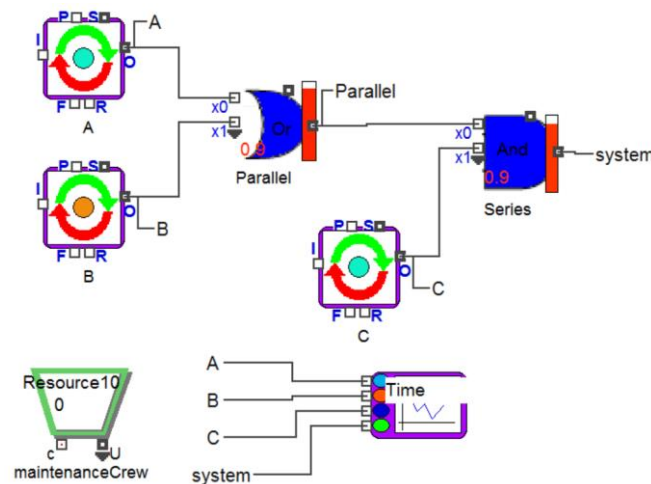 A
P S
I
O
F R
A
P S
I
O
B
F R
B
x0
x1
Or
0.9
Parallel
Parallel
x0
x1
And
0.9
Series
system
P S
I
O
C
F R
C
Resource10
0
c U
maintenanceCrew
A
B
C
system
Time